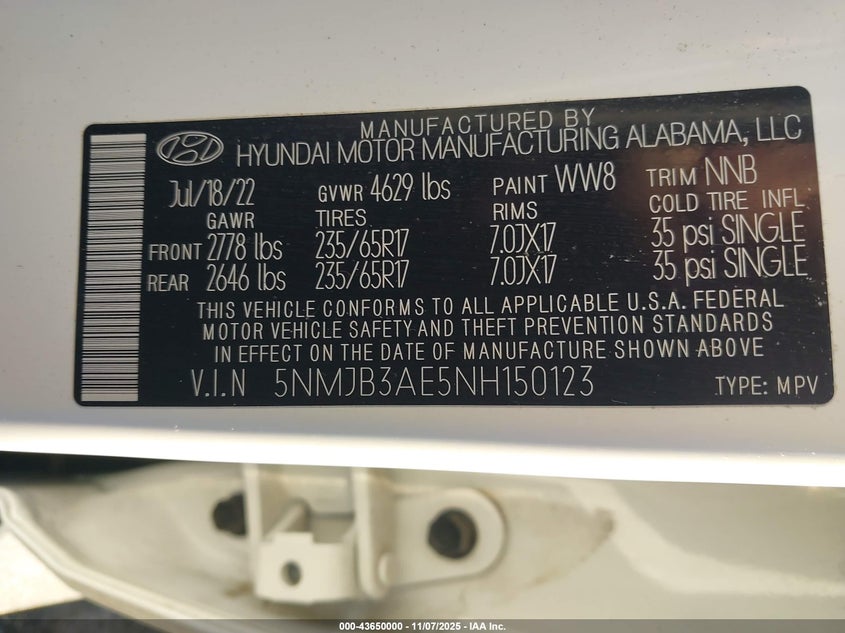 MANUFACTURED BY
HYUNDAI MOTOR MANUFACTURING ALABAMA, LLC
Jul/18/22 GVWR 4629 lbs PAINT WW8 TRIM NNB
GAWR TIRES RIMS COLD TIRE INFL
FRONT 2778 lbs 235/65R17 7.0JX17 35 psi SINGLE
REAR 2646 lbs 235/65R17 7.0JX17 35 psi SINGLE
THIS VEHICLE CONFORMS TO ALL APPLICABLE U.S.A. FEDERAL
MOTOR VEHICLE SAFETY AND THEFT PREVENTION STANDARDS
IN EFFECT ON THE DATE OF MANUFACTURE SHOWN ABOVE
V.I.N 5NMJB3AE5NH150123 TYPE: MPV
000-43650000 - 11/07/2025 - IAA Inc.